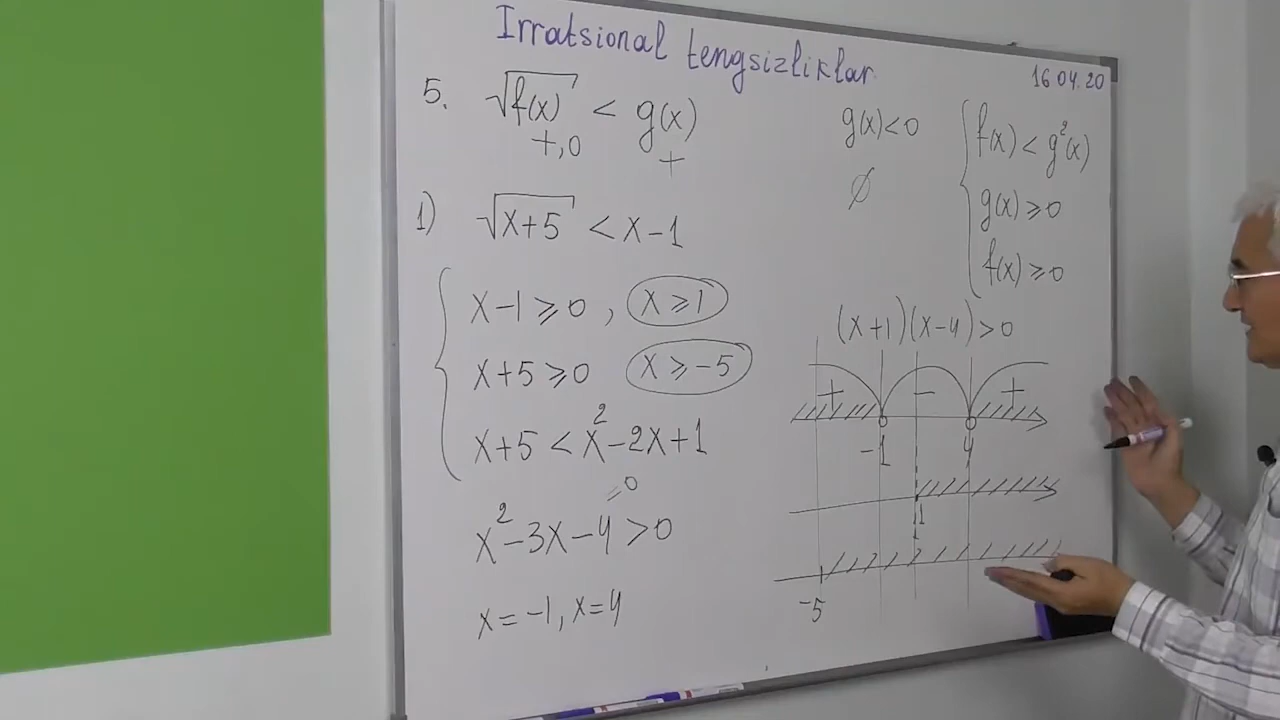 Irratsional tengsizliklar
16 04.20
5. √f(x) < g(x)
+,0 +
g(x)<0
∅
{ f(x) < g²(x)
g(x) ⩾ 0
f(x) ⩾ 0
1) √x+5 < x-1
{ x-1 ⩾ 0, x ⩾ 1
x+5 ⩾ 0 x ⩾ -5
x+5 < x²-2x+1
=0
x²-3x-4 > 0
x = -1, x=4
(x+1)(x-4)>0
+ - +
-1 4
1
-5